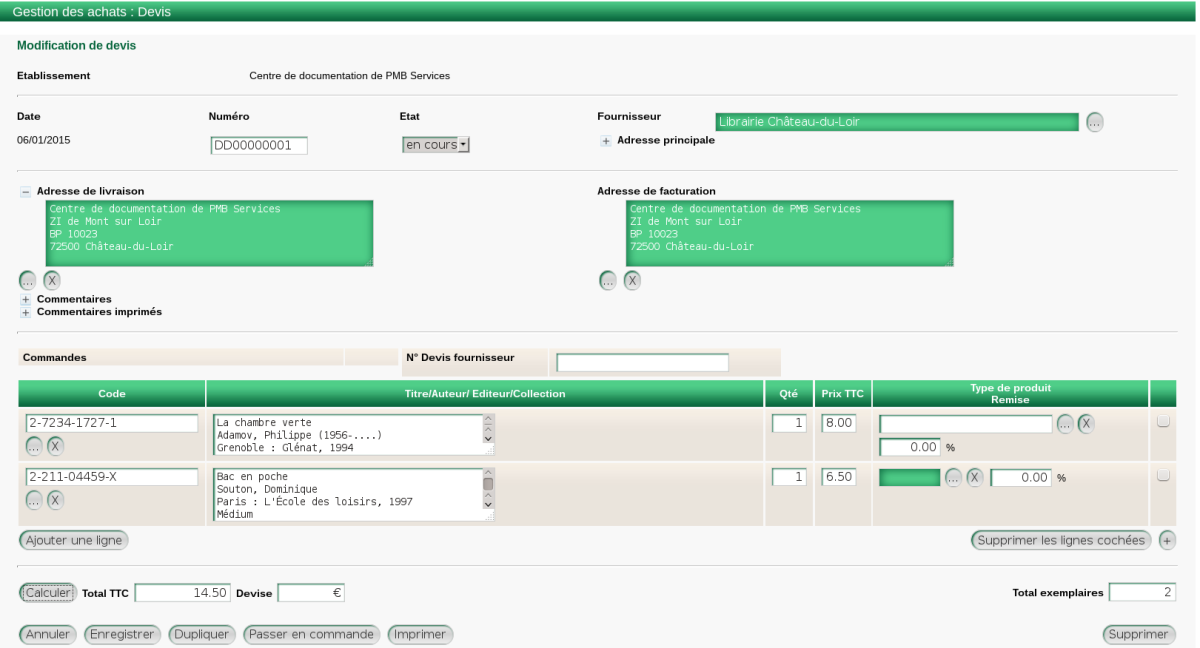 Gestion des achats : Devis
Modification de devis
Etablissement Centre de documentation de PMB Services
Date Numéro Etat Fournisseur Librairie Château-du-Loir ...
06/01/2015 DD00000001 en cours + Adresse principale
− Adresse de livraison Adresse de facturation
Centre de documentation de PMB Services
ZI de Mont sur Loir
BP 10023
72500 Château-du-Loir
Centre de documentation de PMB Services
ZI de Mont sur Loir
BP 10023
72500 Château-du-Loir
... X ... X
+ Commentaires
+ Commentaires imprimés
Commandes N° Devis fournisseur
Code Titre/Auteur/ Editeur/Collection Qté Prix TTC Type de produit
Remise
2-7234-1727-1 La chambre verte 1 8.00 ... X
Adamov, Philippe (1956-....)
... X Grenoble : Glénat, 1994 0.00 %
2-211-04459-X Bac en poche 1 6.50 ... X 0.00 %
Souton, Dominique
... X Paris : L'École des loisirs, 1997
Médium
Ajouter une ligne Supprimer les lignes cochées +
Calculer Total TTC 14.50 Devise € Total exemplaires 2
Annuler Enregistrer Dupliquer Passer en commande Imprimer Supprimer